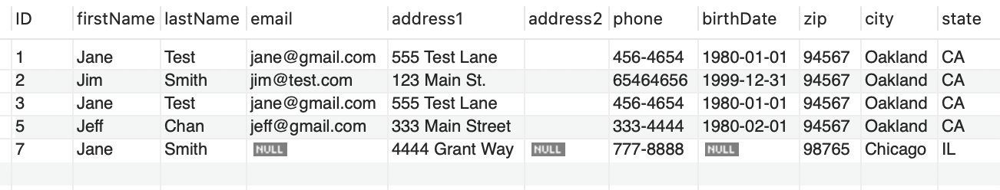 ID firstName lastName email address1 address2 phone birthDate zip city state
1 Jane Test jane@gmail.com 555 Test Lane 456-4654 1980-01-01 94567 Oakland CA
2 Jim Smith jim@test.com 123 Main St. 65464656 1999-12-31 94567 Oakland CA
3 Jane Test jane@gmail.com 555 Test Lane 456-4654 1980-01-01 94567 Oakland CA
5 Jeff Chan jeff@gmail.com 333 Main Street 333-4444 1980-02-01 94567 Oakland CA
7 Jane Smith NULL 4444 Grant Way NULL 777-8888 NULL 98765 Chicago IL